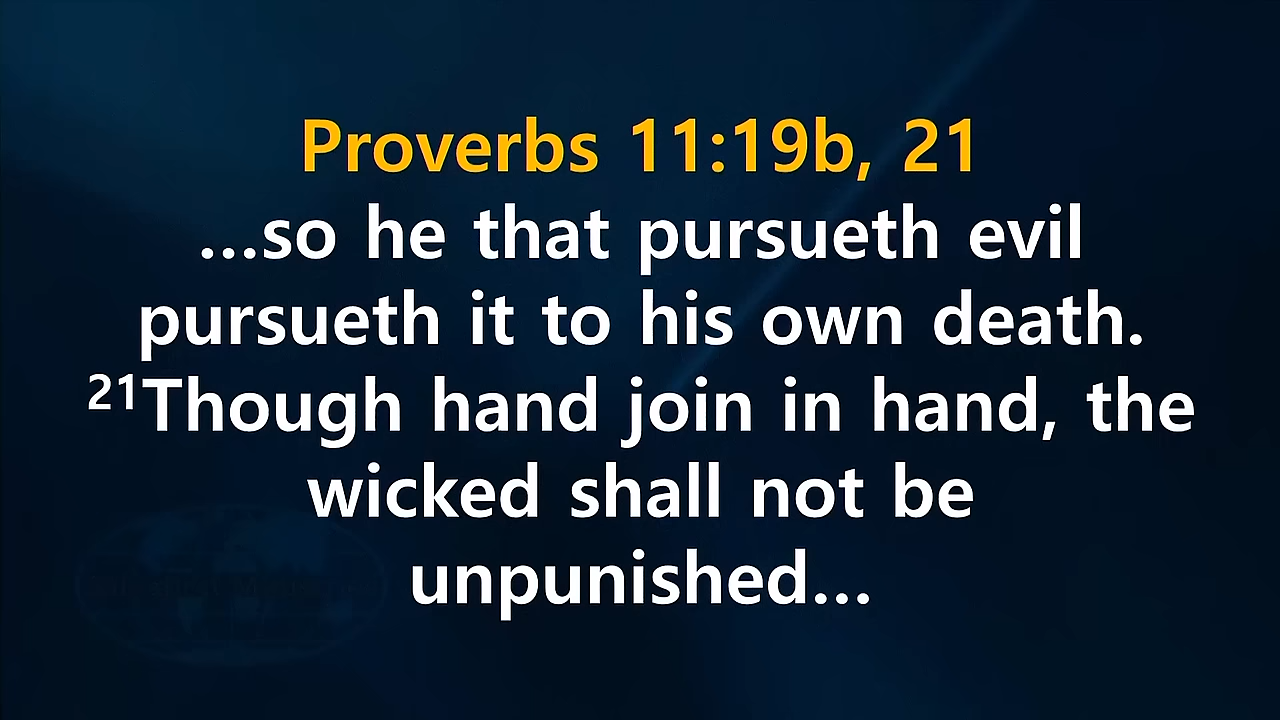 Proverbs 11:19b, 21
...so he that pursueth evil
pursueth it to his own death.
²¹Though hand join in hand, the
wicked shall not be
unpunished...